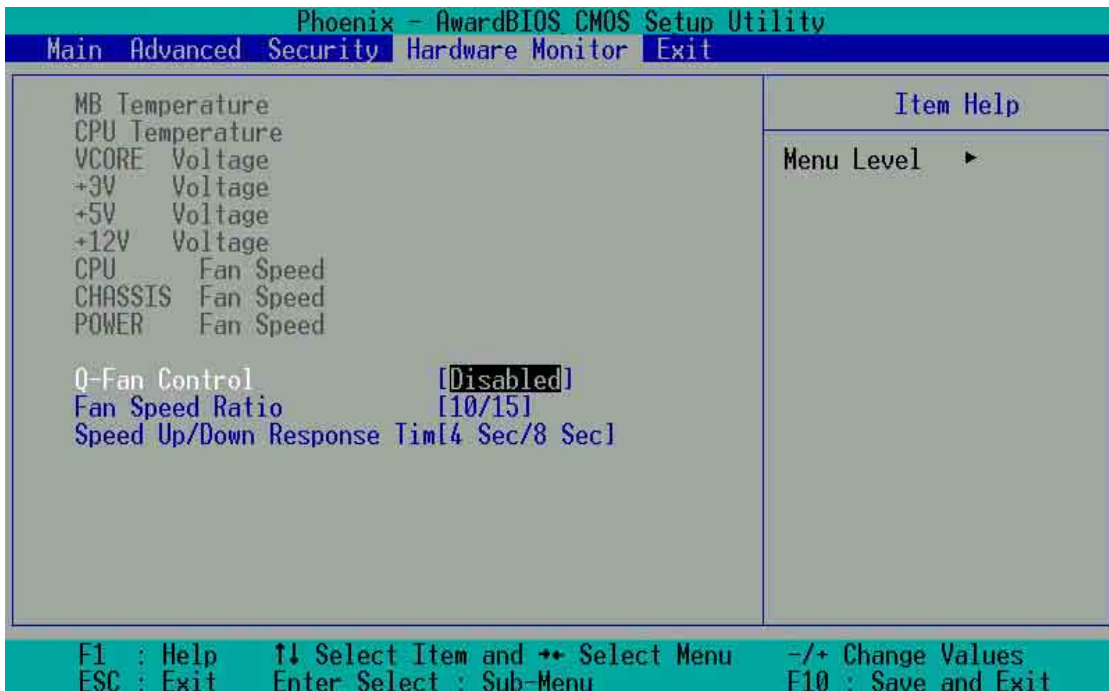 Phoenix - AwardBIOS CMOS Setup Utility
Main Advanced Security Hardware Monitor Exit
MB Temperature
CPU Temperature
VCORE Voltage
+3V Voltage
+5V Voltage
+12V Voltage
CPU Fan Speed
CHASSIS Fan Speed
POWER Fan Speed
Q-Fan Control [Disabled]
Fan Speed Ratio [10/15]
Speed Up/Down Response Tim[4 Sec/8 Sec]
Item Help
Menu Level ►
F1 : Help ↑↓ Select Item and →← Select Menu -/+ Change Values
ESC : Exit Enter Select : Sub-Menu F10 : Save and Exit